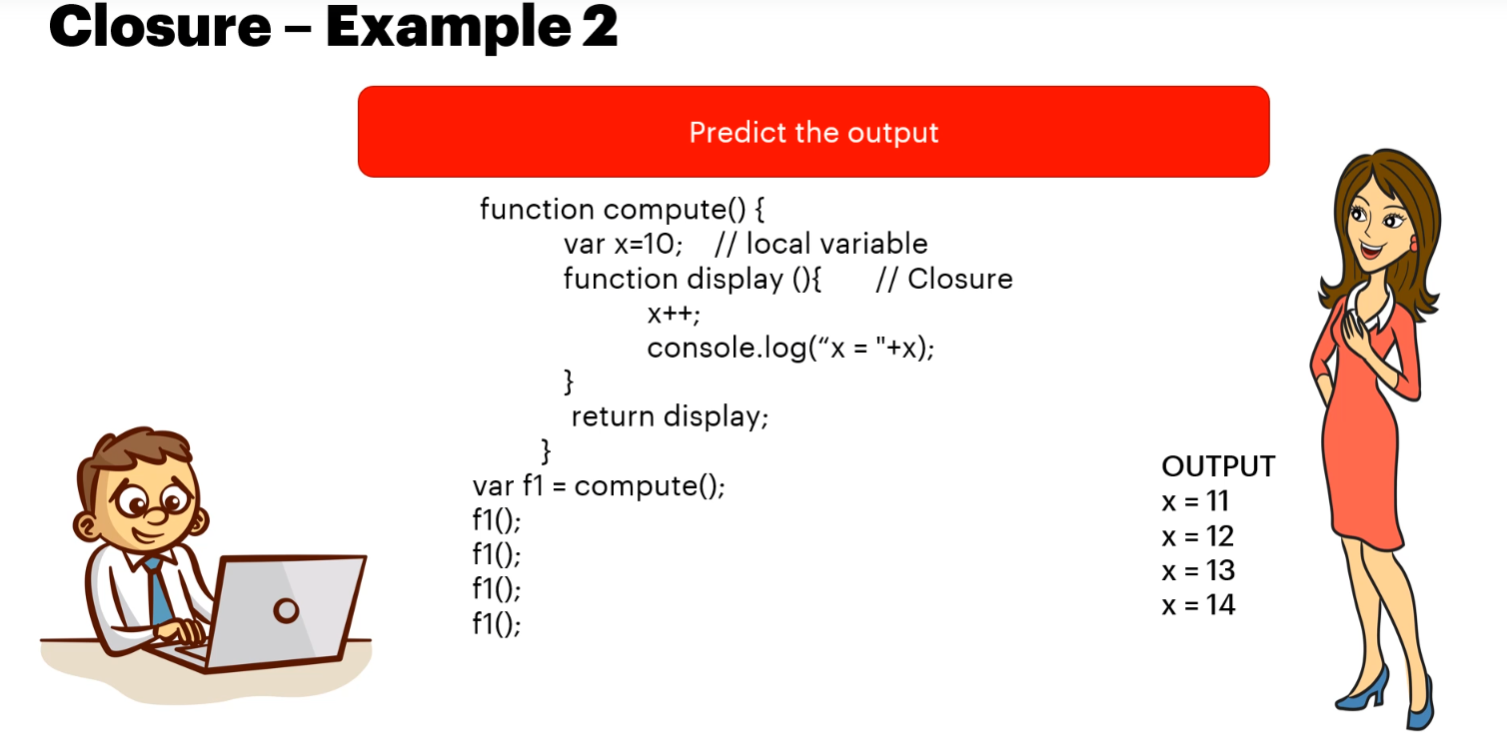 Closure – Example 2
Predict the output
function compute() {
var x=10; // local variable
function display (){ // Closure
x++;
console.log(“x = "+x);
}
return display;
}
var f1 = compute();
f1();
f1();
f1();
f1();
OUTPUT
x = 11
x = 12
x = 13
x = 14